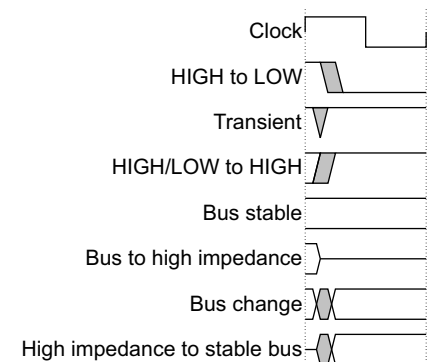 Clock
HIGH to LOW
Transient
HIGH/LOW to HIGH
Bus stable
Bus to high impedance
Bus change
High impedance to stable bus